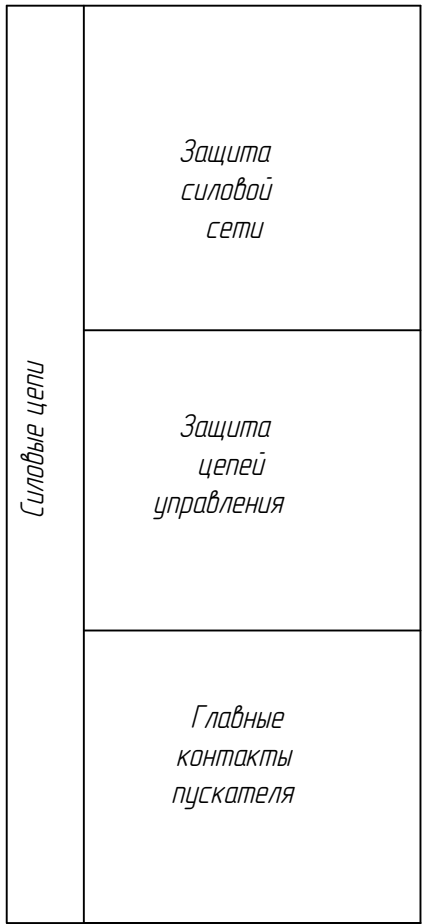 Силовые цепи
Защита
силовой
сети
Защита
цепей
управления
Главные
контакты
пускателя